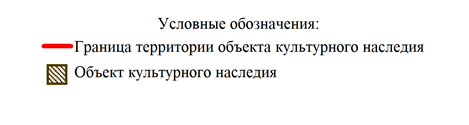 Условные обозначения:
Граница территории объекта культурного наследия
Объект культурного наследия